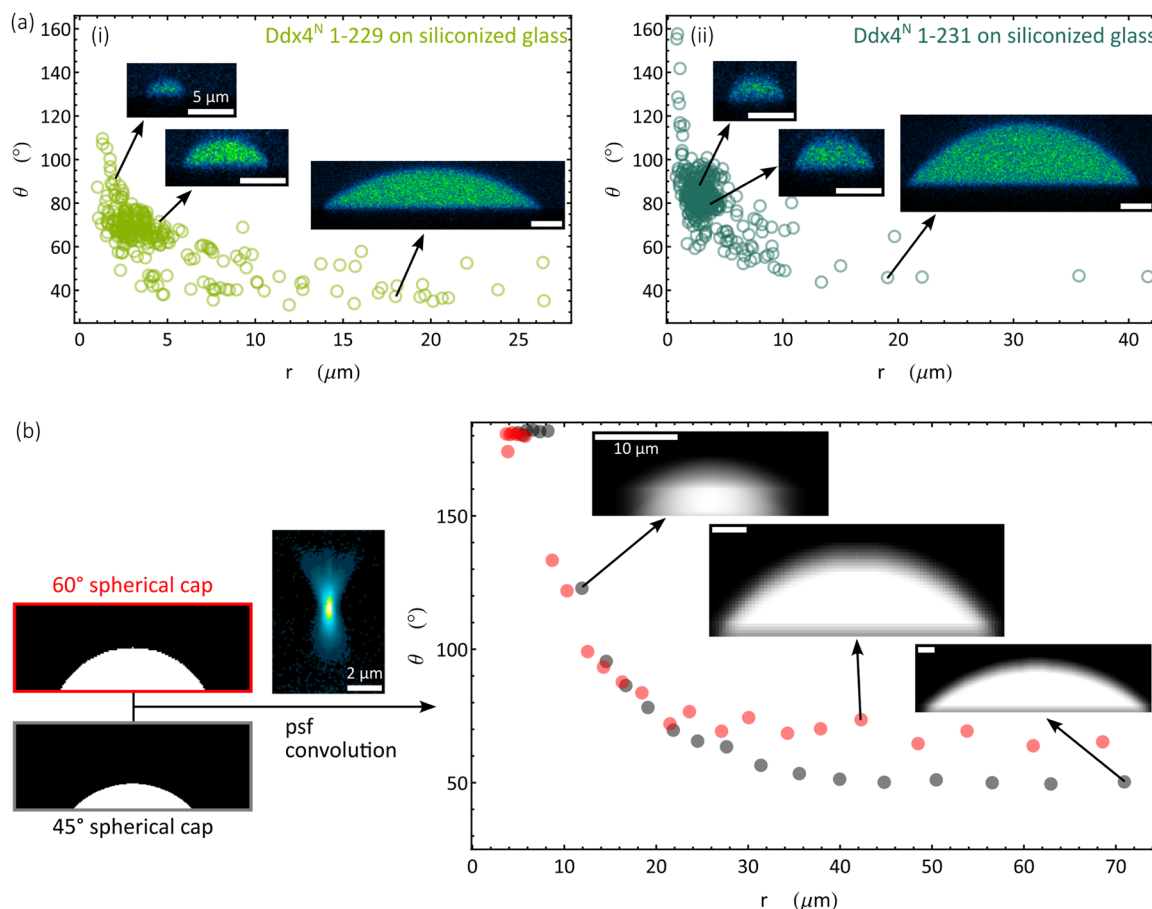 (a)
(i)
Ddx4ᴺ 1-229 on siliconized glass
5 μm
160
140
120
100
80
60
40
θ (°)
0 5 10 15 20 25
r (μm)
(ii)
Ddx4ᴺ 1-231 on siliconized glass
160
140
120
100
80
60
40
θ (°)
0 10 20 30 40
r (μm)
(b)
60° spherical cap
45° spherical cap
2 μm
psf
convolution
10 μm
150
100
50
θ (°)
0 10 20 30 40 50 60 70
r (μm)